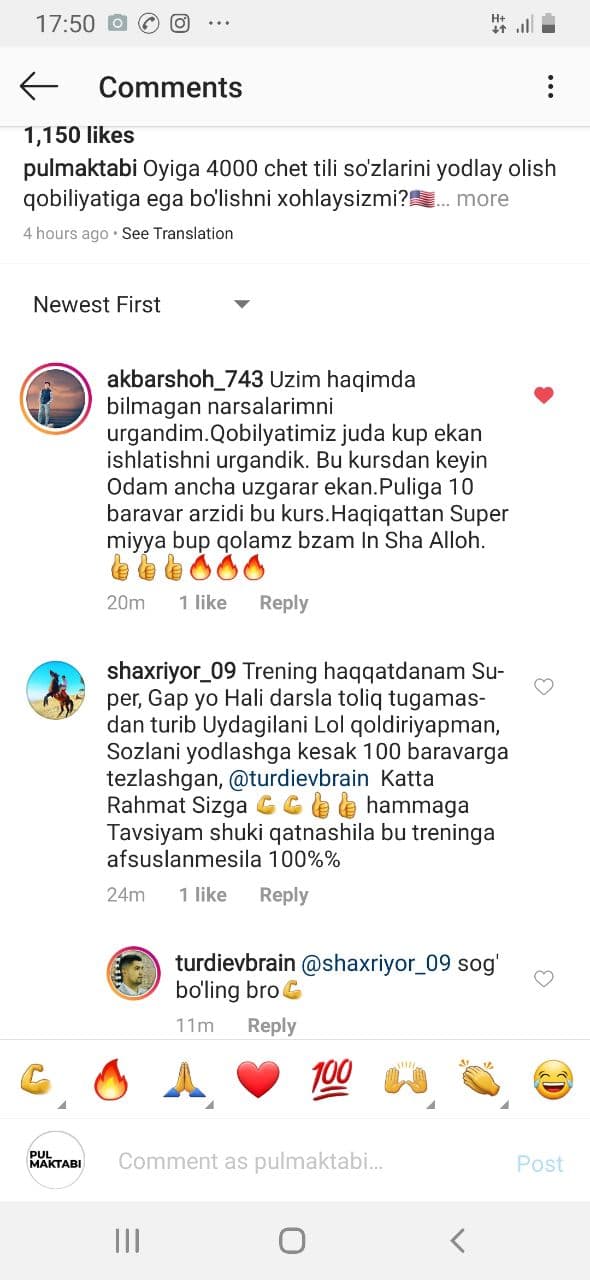 17:50
H+
Comments
1,150 likes
pulmaktabi Oyiga 4000 chet tili so'zlarini yodlay olish
qobiliyatiga ega bo'lishni xohlaysizmi?🇺🇸... more
4 hours ago • See Translation
Newest First
akbarshoh_743 Uzim haqimda
bilmagan narsalarimni
urgandim.Qobilyatimiz juda kup ekan
ishlatishni urgandik. Bu kursdan keyin
Odam ancha uzgarar ekan.Puliga 10
baravar arzidi bu kurs.Haqiqattan Super
miyya bup qolamz bzam In Sha Alloh.
👍👍👍🔥🔥🔥
20m 1 like Reply
shaxriyor_09 Trening haqqatdanam Su-
per, Gap yo Hali darsla toliq tugamas-
dan turib Uydagilani Lol qoldiriyapman,
Sozlani yodlashga kesak 100 baravarga
tezlashgan, @turdievbrain Katta
Rahmat Sizga 💪💪👍👍 hammaga
Tavsiyam shuki qatnashila bu treninga
afsuslanmesila 100%%
24m 1 like Reply
turdievbrain @shaxriyor_09 sog'
bo'ling bro💪
11m Reply
💪 🔥 🙏 ❤️ 💯 🙌 👏 😂
PUL
MAKTABI
Comment as pulmaktabi... Post